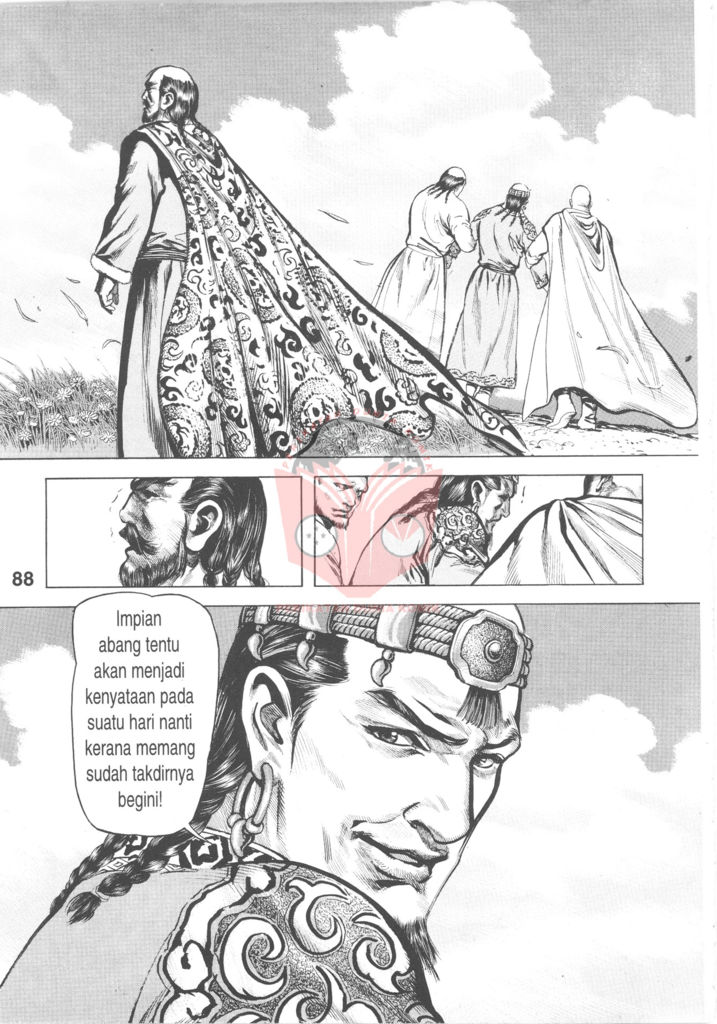 88
Impian
abang tentu
akan menjadi
kenyataan pada
suatu hari nanti
kerana memang
sudah takdirnya
begini!